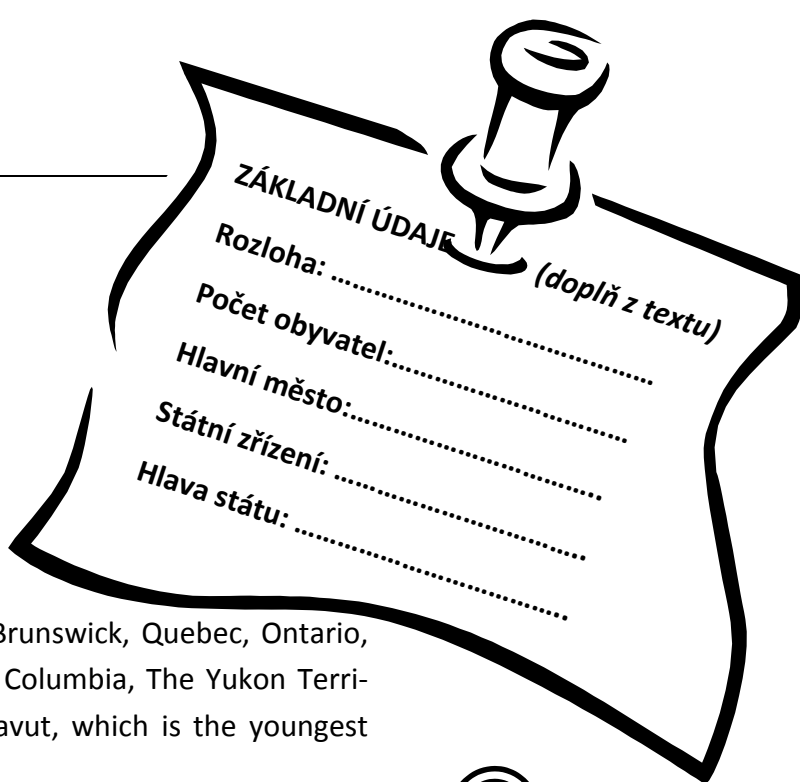 ZÁKLADNÍ ÚDAJE (doplň z textu)
Rozloha: ........................................
Počet obyvatel:.............................
Hlavní město:...............................
Státní zřízení: ...............................
Hlava státu: ..................................
Brunswick, Quebec, Ontario,
Columbia, The Yukon Terri-
avut, which is the youngest